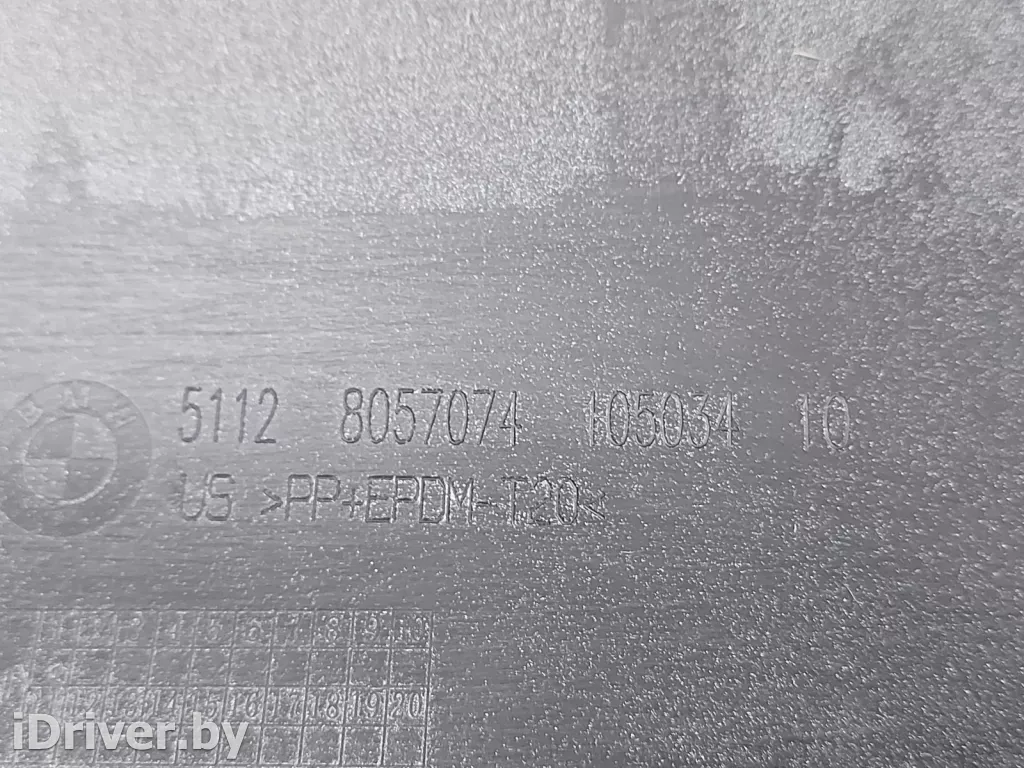 BMW
5112 8057074 105034 10
US >PP+EPDM-T20<
1 2 3 4 5 6 7 8 9 10
12 13 14 15 16 17 18 19 20
iDriver.by